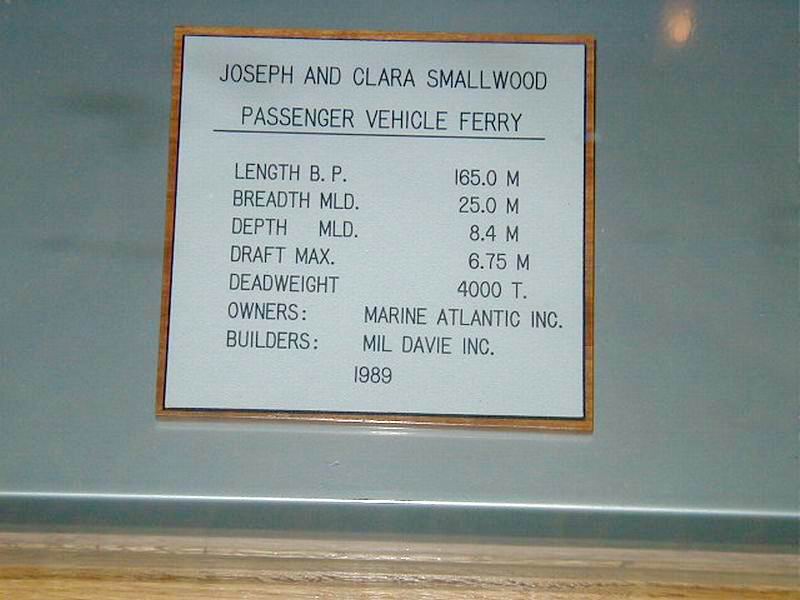 JOSEPH AND CLARA SMALLWOOD
PASSENGER VEHICLE FERRY
LENGTH B. P. 165.0 M
BREADTH MLD. 25.0 M
DEPTH MLD. 8.4 M
DRAFT MAX. 6.75 M
DEADWEIGHT 4000 T.
OWNERS: MARINE ATLANTIC INC.
BUILDERS: MIL DAVIE INC.
1989